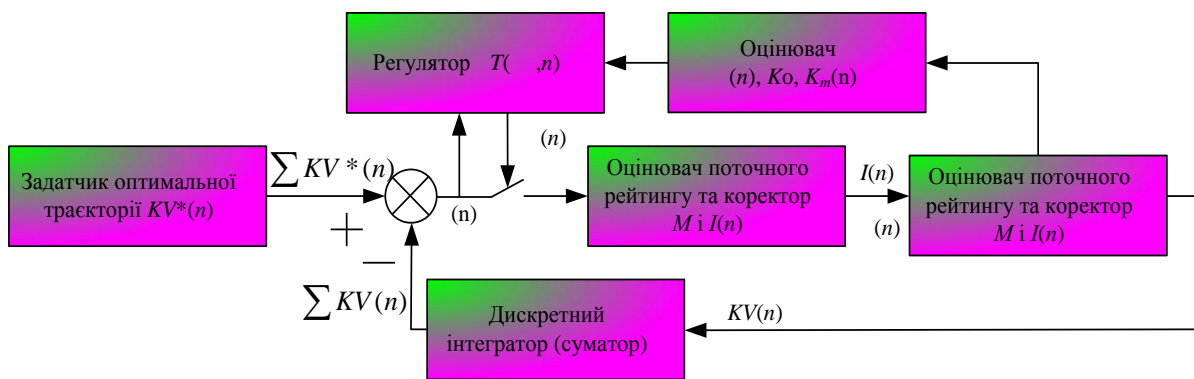 Регулятор T( ,n)
Оцінювач
(n), Ko, K_m(n)
(n)
Задатчик оптимальної
траєкторії KV*(n)
∑ KV *(n)
+
−
(n)
Оцінювач поточного
рейтингу та коректор
M і I(n)
I(n)
(n)
Оцінювач поточного
рейтингу та коректор
M і I(n)
∑ KV(n)
Дискретний
інтегратор (суматор)
KV(n)